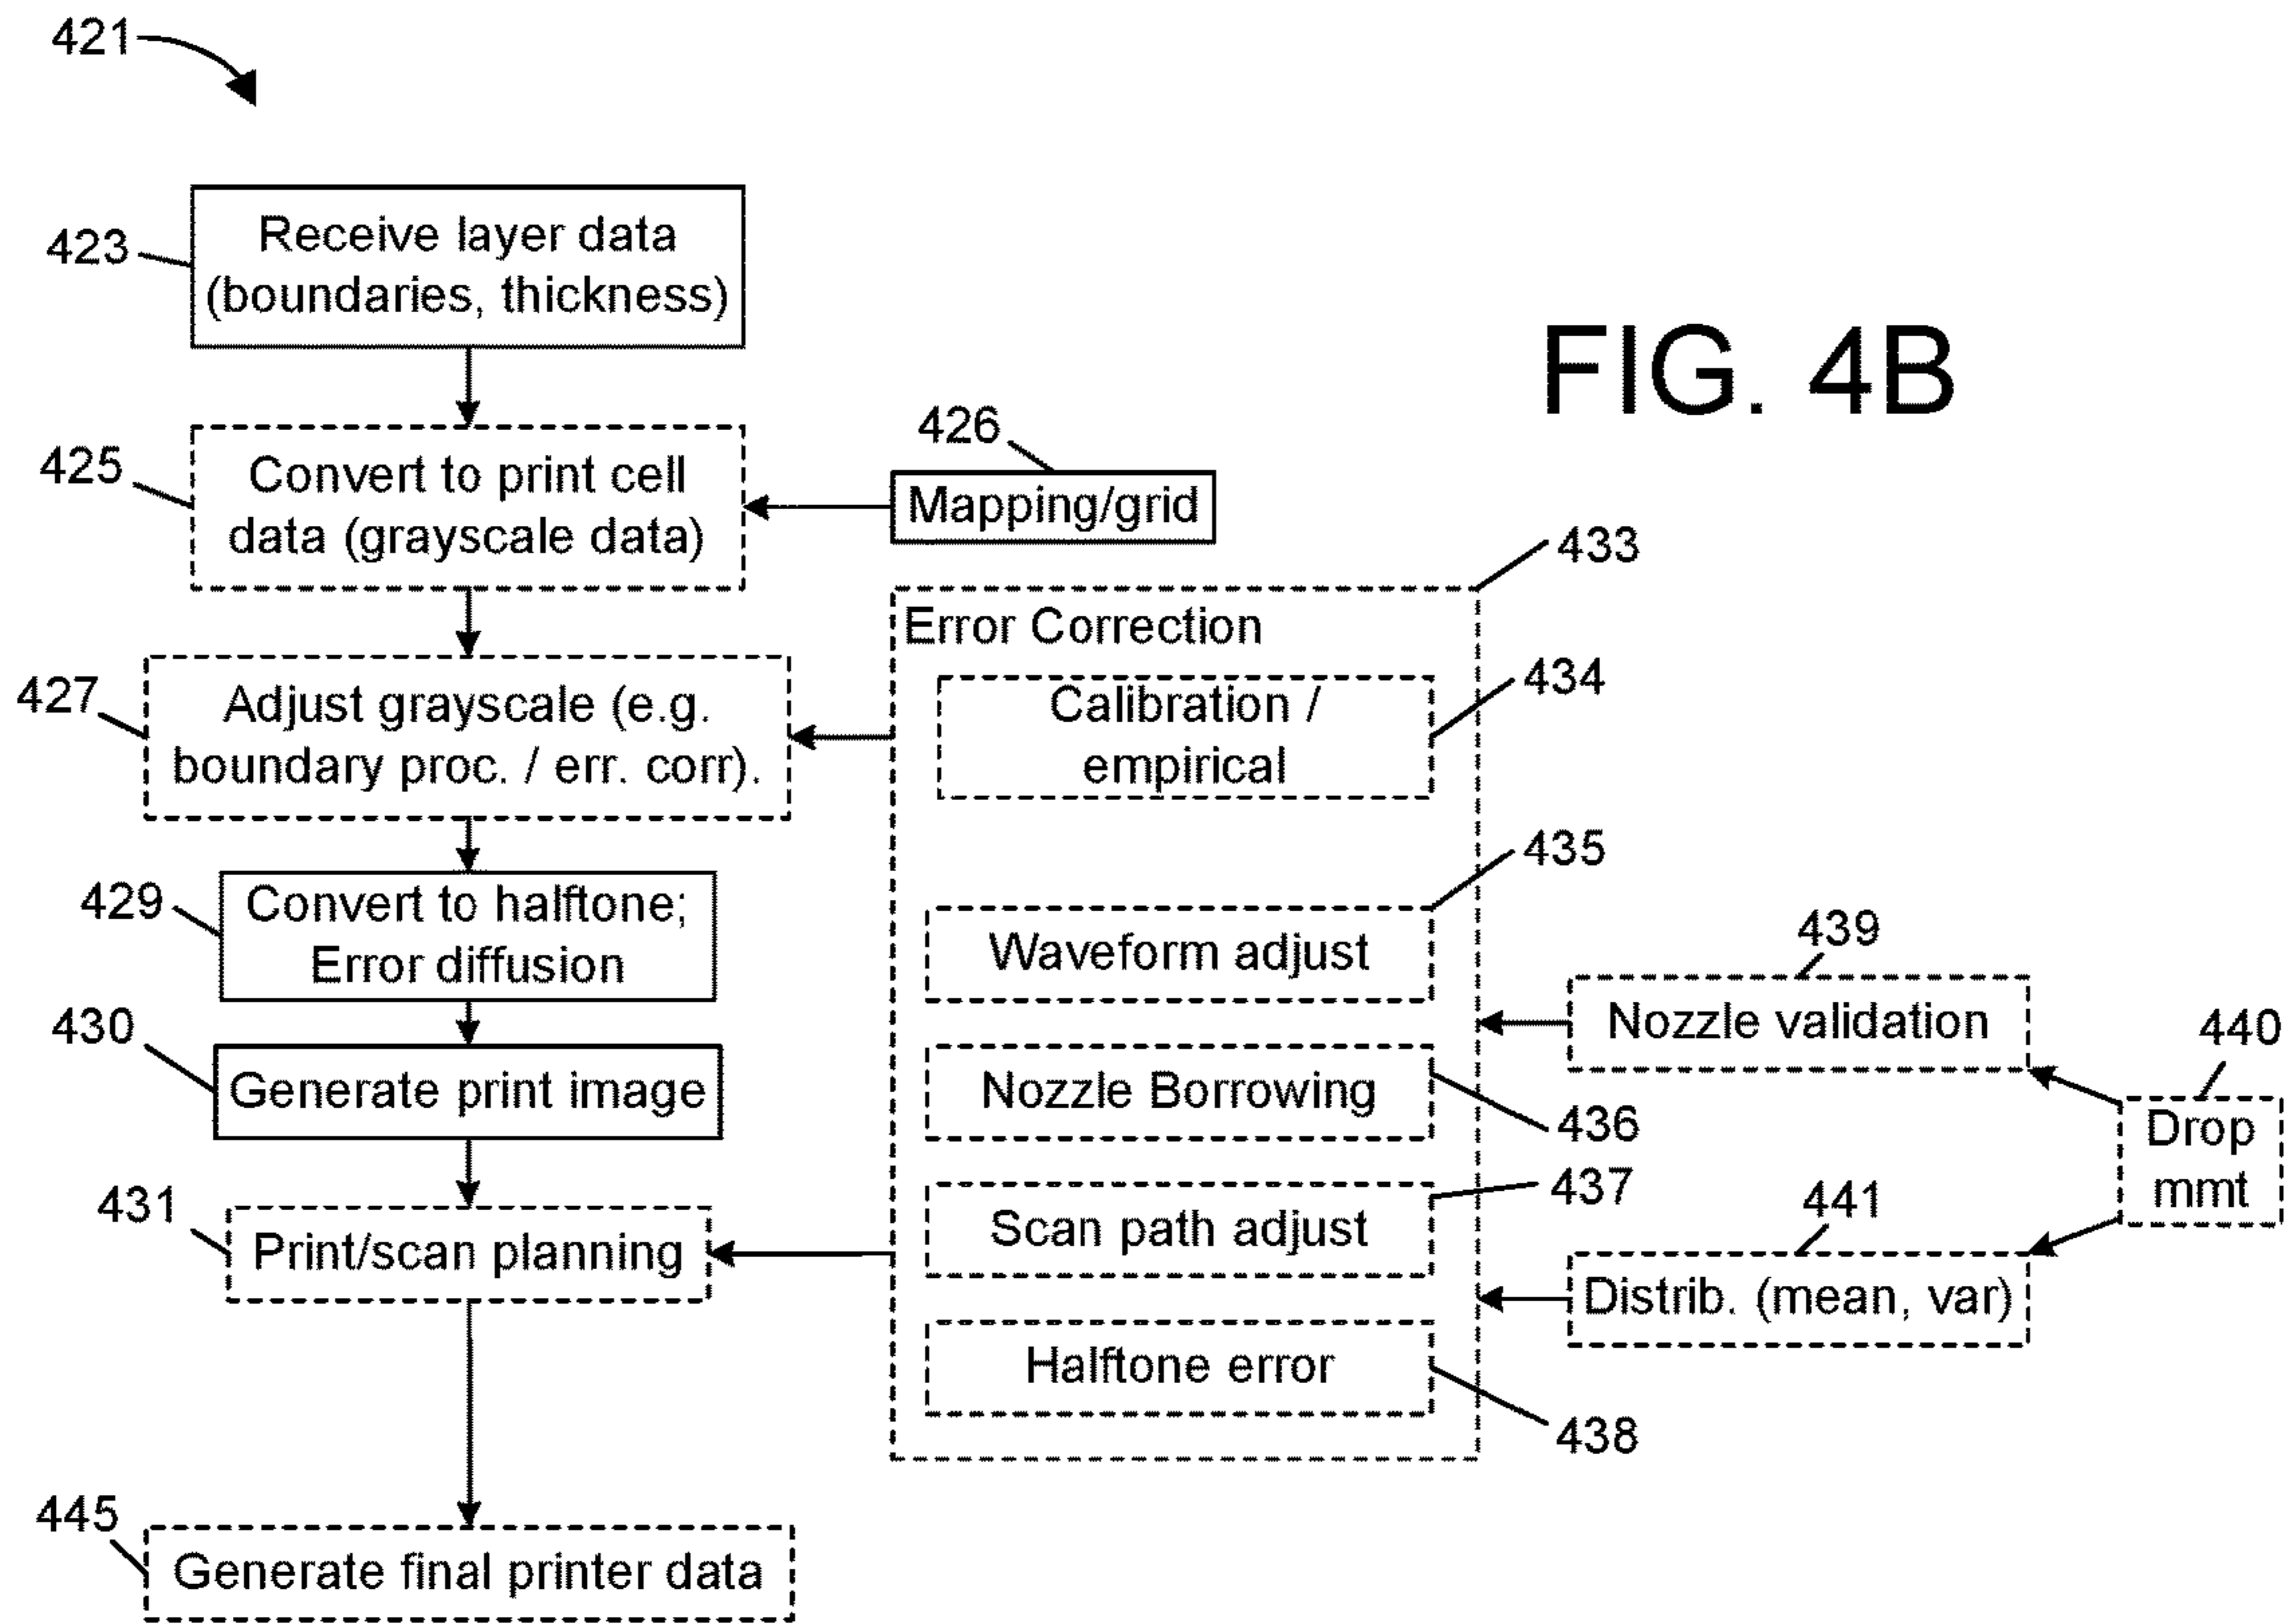 421
423
Receive layer data
(boundaries, thickness)
FIG. 4B
425
Convert to print cell
data (grayscale data)
426
Mapping/grid
433
Error Correction
427
Adjust grayscale (e.g.
boundary proc. / err. corr).
Calibration /
empirical
434
429
Convert to halftone;
Error diffusion
435
Waveform adjust
439
Nozzle validation
430
Generate print image
Nozzle Borrowing
436
440
Drop
mmt
431
Print/scan planning
Scan path adjust
437
441
Distrib. (mean, var)
Halftone error
438
445
Generate final printer data